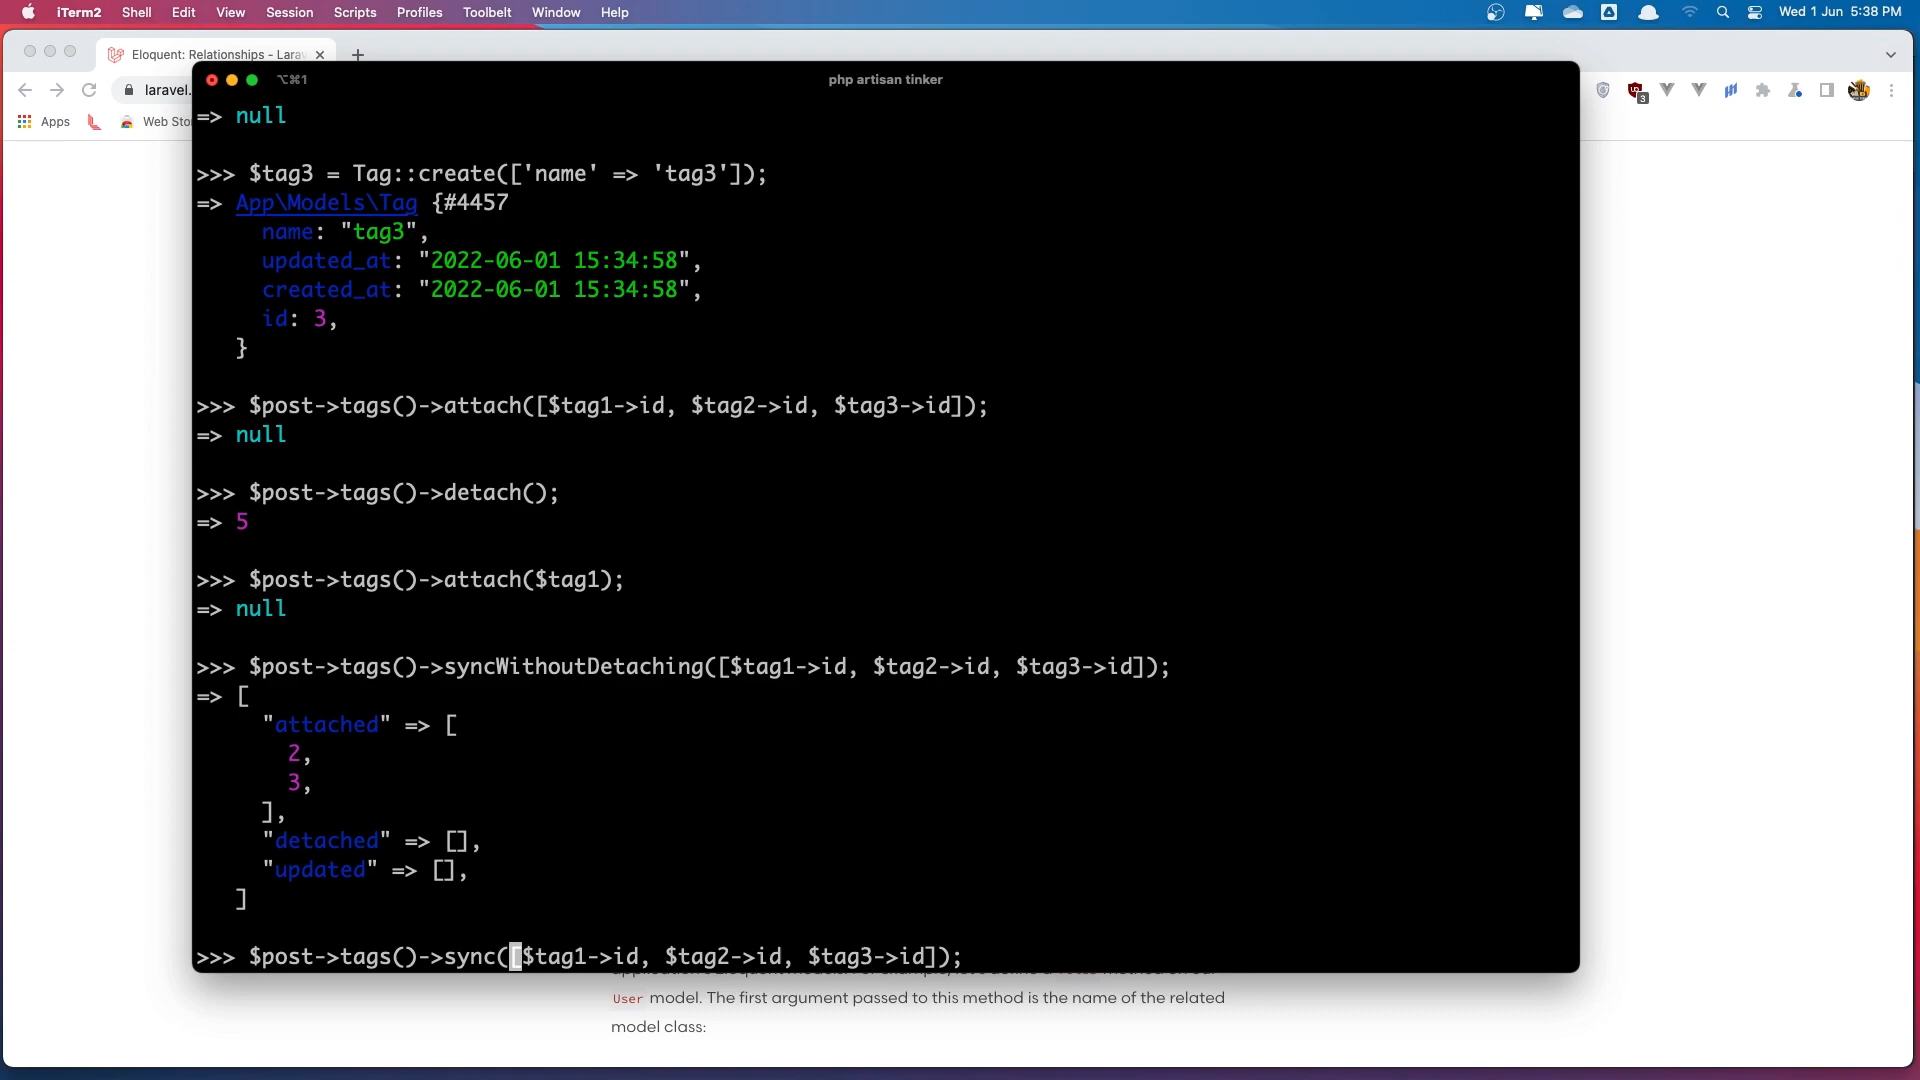 iTerm2 Shell Edit View Session Scripts Profiles Toolbelt Window Help Wed 1 Jun 5:38 PM
Eloquent: Relationships - Larav
laravel.
3
Apps Web Sto
⌥⌘1 php artisan tinker
=> null
>>> $tag3 = Tag::create(['name' => 'tag3']);
=> App\Models\Tag {#4457
name: "tag3",
updated_at: "2022-06-01 15:34:58",
created_at: "2022-06-01 15:34:58",
id: 3,
}
>>> $post->tags()->attach([$tag1->id, $tag2->id, $tag3->id]);
=> null
>>> $post->tags()->detach();
=> 5
>>> $post->tags()->attach($tag1);
=> null
>>> $post->tags()->syncWithoutDetaching([$tag1->id, $tag2->id, $tag3->id]);
=> [
"attached" => [
2,
3,
],
"detached" => [],
"updated" => [],
]
>>> $post->tags()->sync([$tag1->id, $tag2->id, $tag3->id]);
User model. The first argument passed to this method is the name of the related
model class: